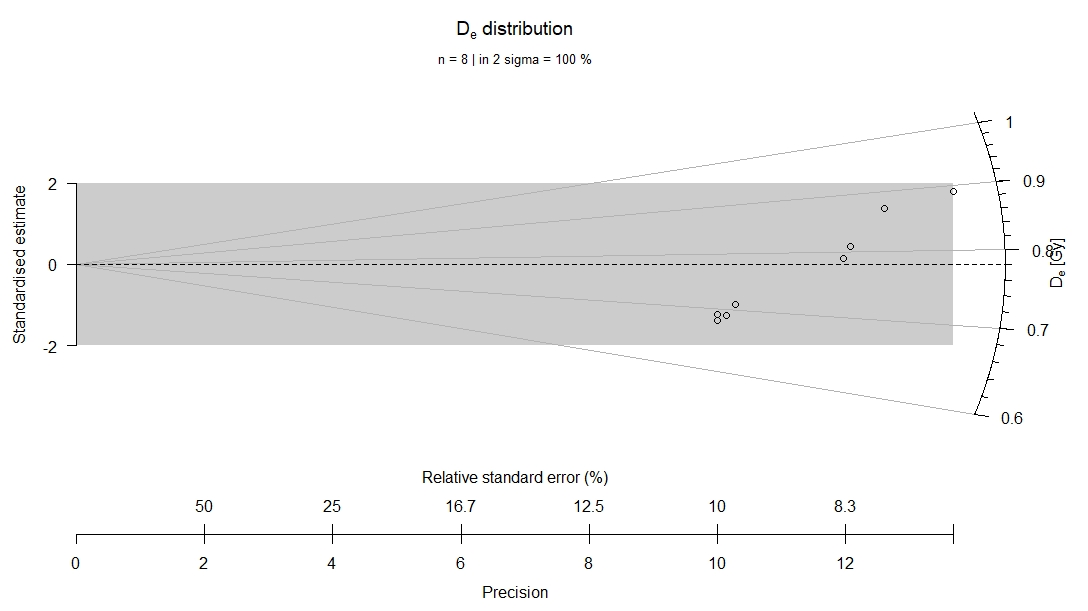 De distribution
n = 8 | in 2 sigma = 100 %
1
0.9
0.8
0.7
0.6
De [Gy]
2
0
-2
Standardised estimate
Relative standard error (%)
50 25 16.7 12.5 10 8.3
0 2 4 6 8 10 12
Precision